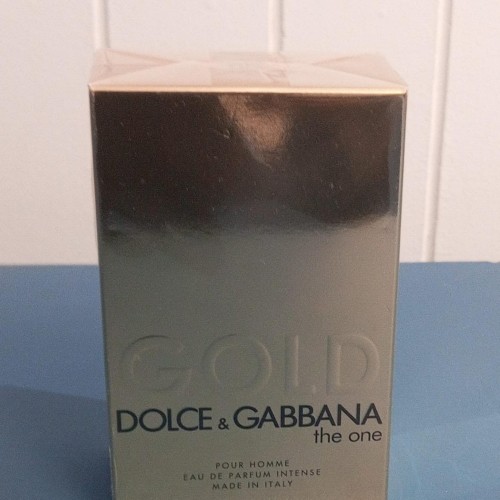 GOLD
DOLCE & GABBANA
the one
POUR HOMME
EAU DE PARFUM INTENSE
MADE IN ITALY